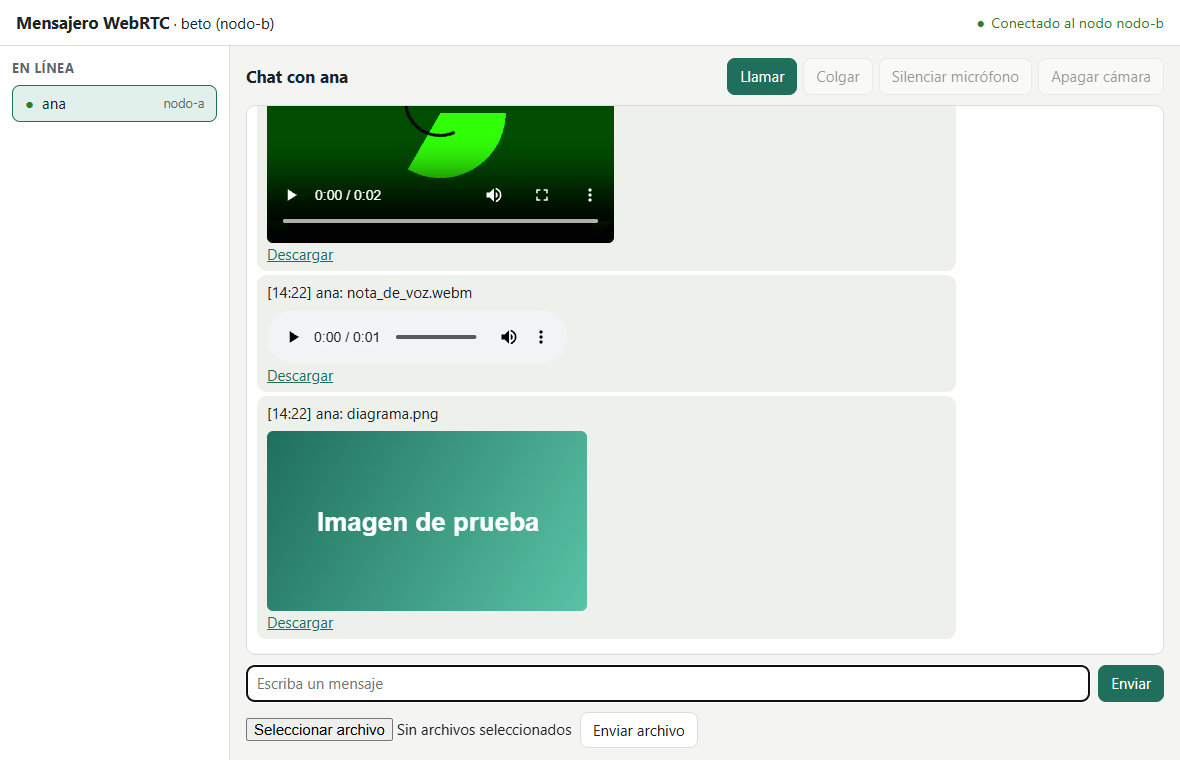 Mensajero WebRTC · beto (nodo-b)
● Conectado al nodo nodo-b
EN LÍNEA
● ana nodo-a
Chat con ana
Llamar Colgar Silenciar micrófono Apagar cámara
0:00 / 0:02
Descargar
[14:22] ana: nota_de_voz.webm
0:00 / 0:01
Descargar
[14:22] ana: diagrama.png
Imagen de prueba
Descargar
Escriba un mensaje
Enviar
Seleccionar archivo Sin archivos seleccionados Enviar archivo